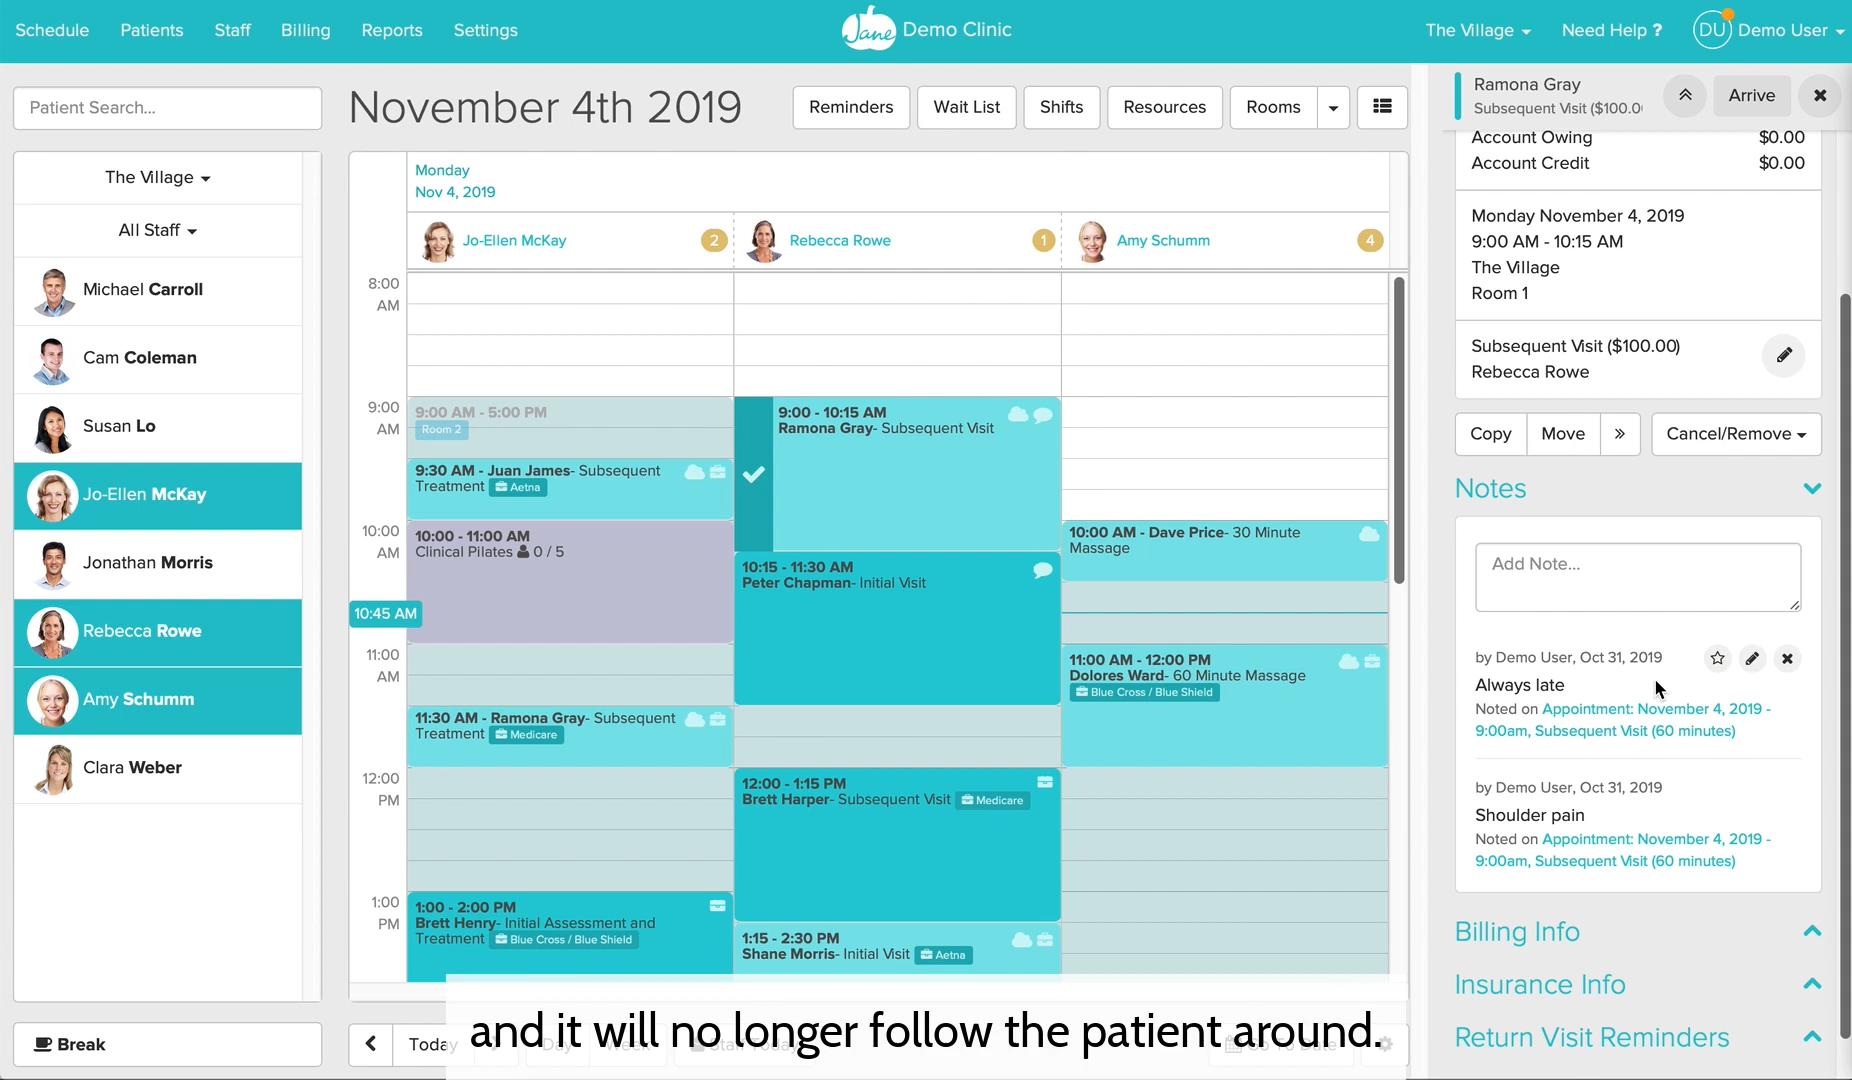 Schedule
Patients
Staff
Billing
Reports
Settings
Jane
Demo Clinic
The Village
Need Help ?
DU
Demo User
Patient Search...
November 4th 2019
Reminders
Wait List
Shifts
Resources
Rooms
The Village
All Staff
Michael Carroll
Cam Coleman
Susan Lo
Jo-Ellen McKay
Jonathan Morris
Rebecca Rowe
Amy Schumm
Clara Weber
Break
Monday
Nov 4, 2019
Jo-Ellen McKay
2
Rebecca Rowe
1
Amy Schumm
4
8:00
AM
9:00
AM
10:00
AM
10:45 AM
11:00
AM
12:00
PM
1:00
PM
9:00 AM - 5:00 PM
Room 2
9:30 AM - Juan James- Subsequent
Treatment Aetna
10:00 - 11:00 AM
Clinical Pilates 0 / 5
11:30 AM - Ramona Gray- Subsequent
Treatment Medicare
1:00 - 2:00 PM
Brett Henry- Initial Assessment and
Treatment Blue Cross / Blue Shield
9:00 - 10:15 AM
Ramona Gray- Subsequent Visit
10:15 - 11:30 AM
Peter Chapman- Initial Visit
12:00 - 1:15 PM
Brett Harper- Subsequent Visit Medicare
1:15 - 2:30 PM
Shane Morris- Initial Visit Aetna
10:00 AM - Dave Price- 30 Minute
Massage
11:00 AM - 12:00 PM
Dolores Ward- 60 Minute Massage
Blue Cross / Blue Shield
Today
Day
Week
Staff Today
Go To Date
and it will no longer follow the patient around.
Ramona Gray
Subsequent Visit ($100.0
Arrive
Account Owing $0.00
Account Credit $0.00
Monday November 4, 2019
9:00 AM - 10:15 AM
The Village
Room 1
Subsequent Visit ($100.00)
Rebecca Rowe
Copy
Move
Cancel/Remove
Notes
Add Note...
by Demo User, Oct 31, 2019
Always late
Noted on Appointment: November 4, 2019 -
9:00am, Subsequent Visit (60 minutes)
by Demo User, Oct 31, 2019
Shoulder pain
Noted on Appointment: November 4, 2019 -
9:00am, Subsequent Visit (60 minutes)
Billing Info
Insurance Info
Return Visit Reminders